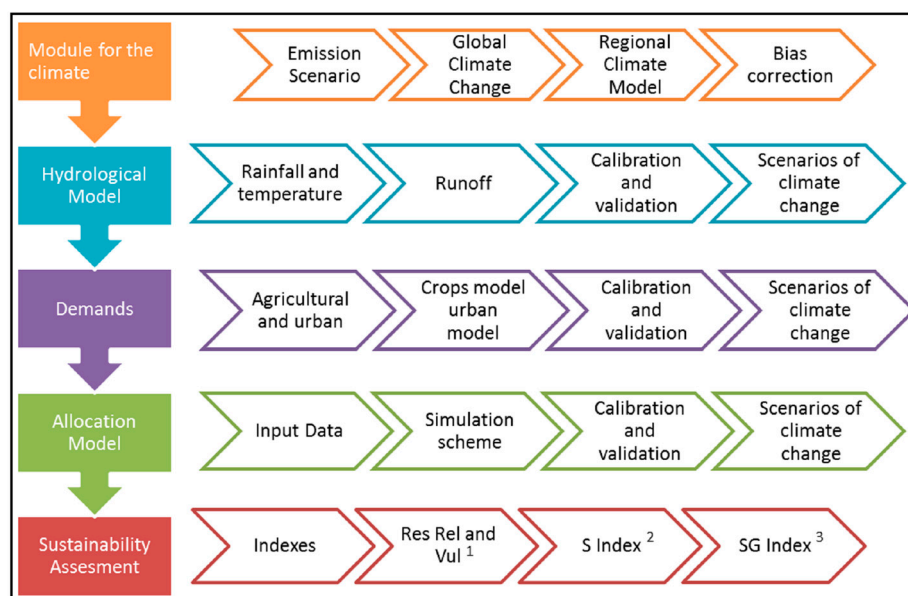 Module for the
climate
Emission
Scenario
Global
Climate
Change
Regional
Climate
Model
Bias
correction
Hydrological
Model
Rainfall and
temperature
Runoff
Calibration
and
validation
Scenarios of
climate
change
Demands
Agricultural
and urban
Crops model
urban
model
Calibration
and
validation
Scenarios of
climate
change
Allocation
Model
Input Data
Simulation
scheme
Calibration
and
validation
Scenarios of
climate
change
Sustainability
Assesment
Indexes
Res Rel and
Vul 1
S Index 2
SG Index 3